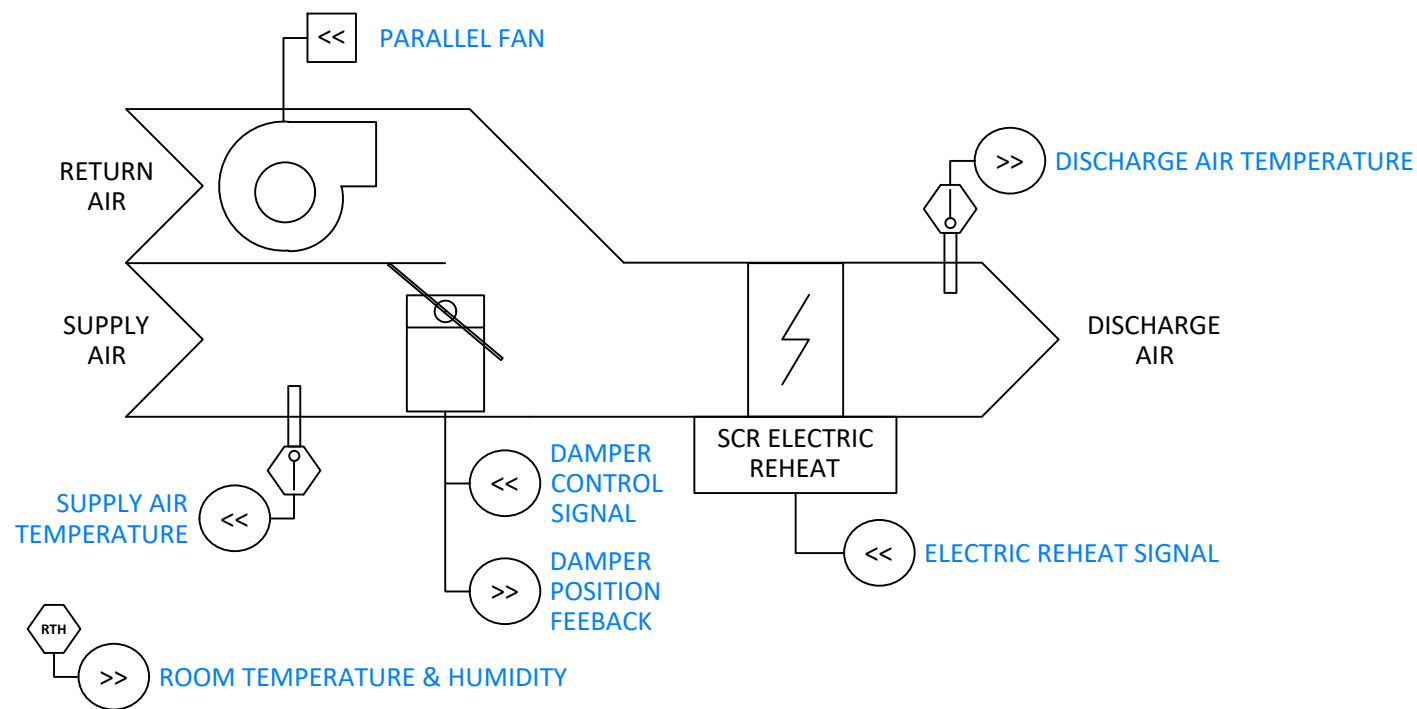 <<
PARALLEL FAN
RETURN
AIR
>>
DISCHARGE AIR TEMPERATURE
SUPPLY
AIR
DISCHARGE
AIR
SCR ELECTRIC
REHEAT
<<
DAMPER
CONTROL
SIGNAL
SUPPLY AIR
TEMPERATURE
<<
<<
ELECTRIC REHEAT SIGNAL
>>
DAMPER
POSITION
FEEBACK
RTH
>>
ROOM TEMPERATURE & HUMIDITY